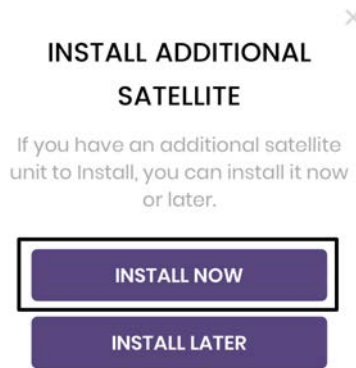 INSTALL ADDITIONAL
SATELLITE
If you have an additional satellite
unit to Install, you can install it now
or later.
INSTALL NOW
INSTALL LATER